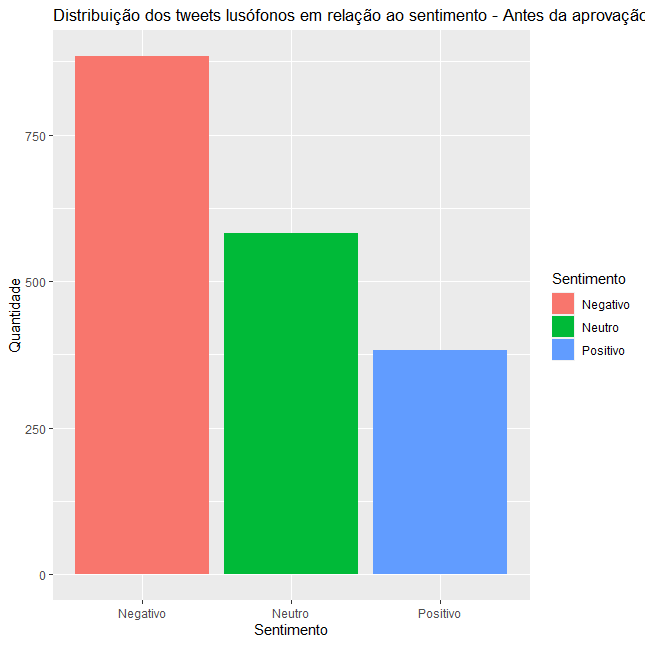 Distribuição dos tweets lusófonos em relação ao sentimento - Antes da aprovação
750
500
250
0
Quantidade
Negativo
Neutro
Positivo
Sentimento
Sentimento
Negativo
Neutro
Positivo